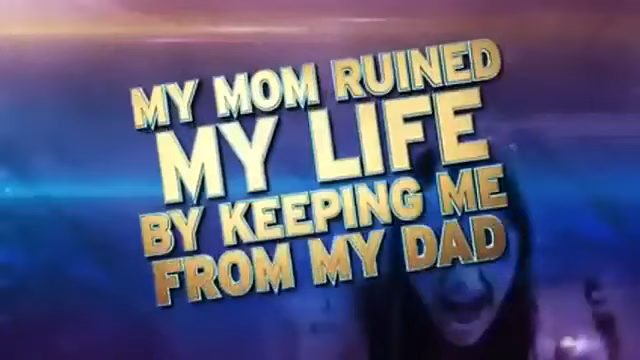 MY MOM RUINED
MY LIFE
BY KEEPING ME
FROM MY DAD